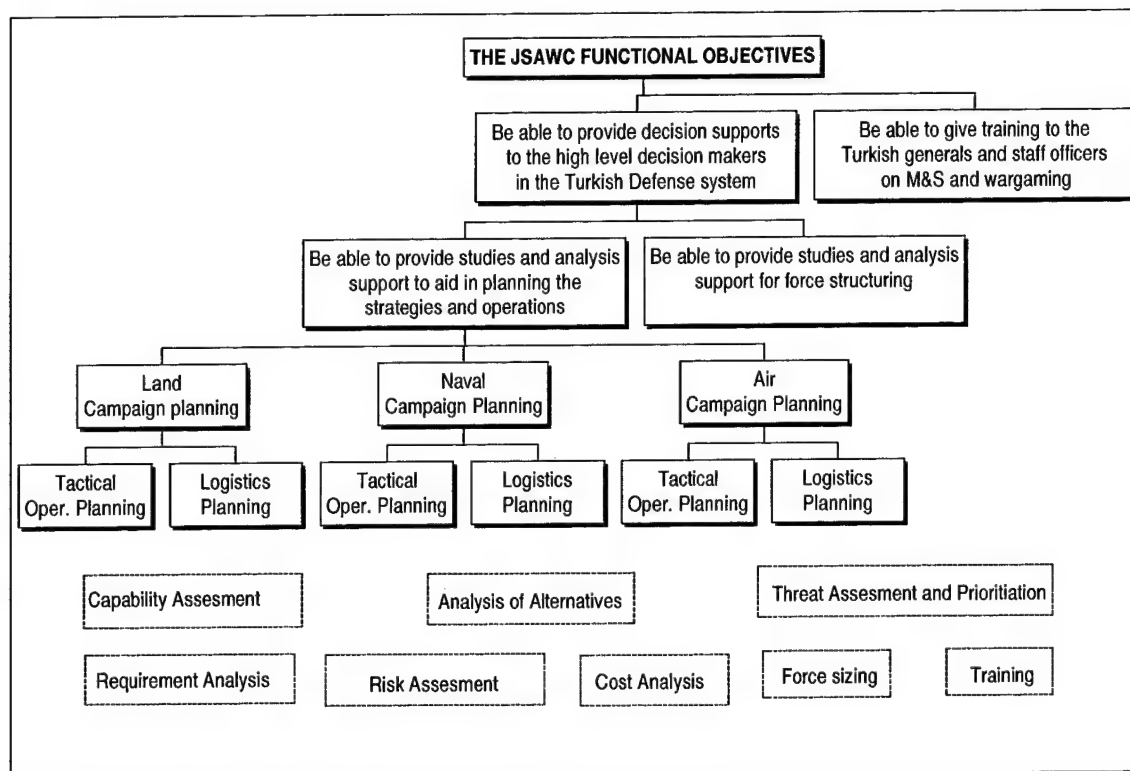 THE JSAWC FUNCTIONAL OBJECTIVES
Be able to provide decision supports
to the high level decision makers
in the Turkish Defense system
Be able to give training to the
Turkish generals and staff officers
on M&S and wargaming
Be able to provide studies and analysis
support to aid in planning the
strategies and operations
Be able to provide studies and analysis
support for force structuring
Land
Campaign planning
Naval
Campaign Planning
Air
Campaign Planning
Tactical
Oper. Planning
Logistics
Planning
Tactical
Oper. Planning
Logistics
Planning
Tactical
Oper. Planning
Logistics
Planning
Capability Assesment
Analysis of Alternatives
Threat Assesment and Prioritiation
Requirement Analysis
Risk Assesment
Cost Analysis
Force sizing
Training